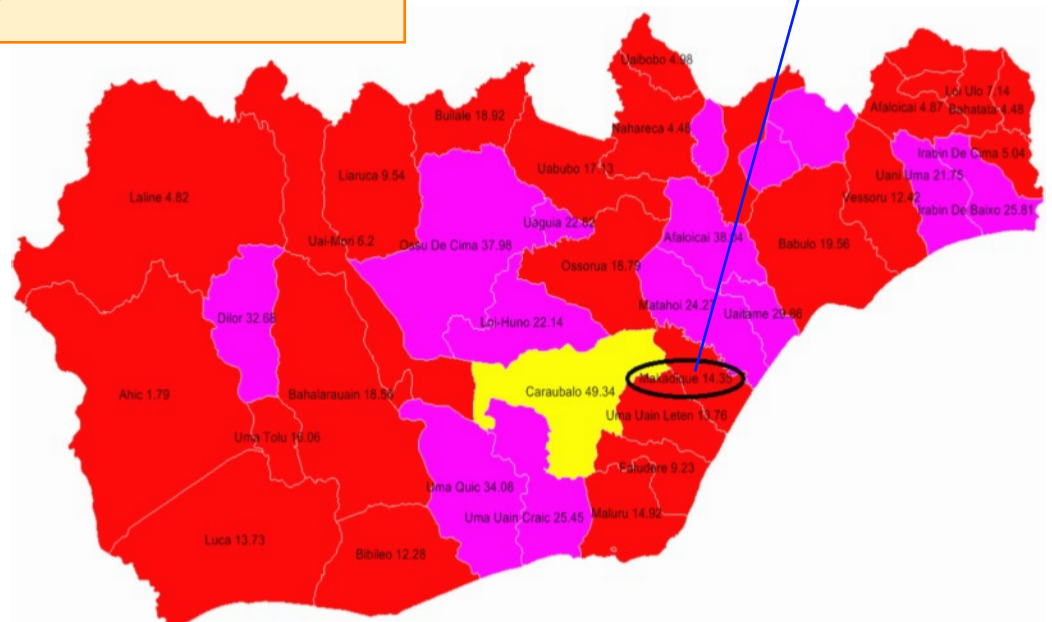 Uaibobo 4.98
Loi Ulo 7.14
Afaloicai 4.87
Bahatata 4.48
Builale 18.92
Nahareca 4.48
Irabin De Cima 5.04
Uabubo 17.13
Liaruca 9.54
Uani Uma 21.75
Laline 4.82
Vessoru 12.42
Irabin De Baixo 25.81
Uaguia 22.82
Uai-Mori 6.2
Ossu De Cima 37.98
Afaloicai 38.04
Babulo 19.56
Ossorua 18.79
Matahoi 24.27
Uaitame 29.86
Dilor 32.68
Loi-Huno 22.14
Makadique 14.35
Ahic 1.79
Bahalarauain 18.56
Caraubalo 49.34
Uma Uain Leten 13.76
Uma Tolu 16.06
Faludere 9.23
Uma Quic 34.08
Uma Uain Craic 25.45
Maluru 14.92
Luca 13.73
Bibileo 12.28